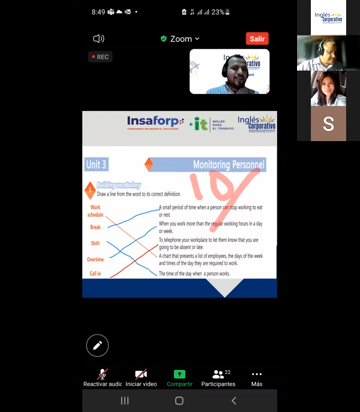 8:49
23%
Zoom
Salir
REC
Insaforp
it
INGLÉS
PARA
EL TRABAJO
Inglés
Corporativo
Unit 3
Monitoring Personnel
Building vocabulary
Draw a line from the word to its correct definition.
Work
schedule
A small period of time when a person can stop working to eat
or rest.
Break
When you work more than the regular working hours in a day
or week.
Shift
To telephone your workplace to let them know that you are
going to be absent or late.
Overtime
A chart that presents a list of employees, the days of the week
and times of the day they are required to work.
Call in
The time of the day when a person works.
10
Reactivar audio
Iniciar video
Compartir
22
Participantes
Más
Inglés
Corporativo
S